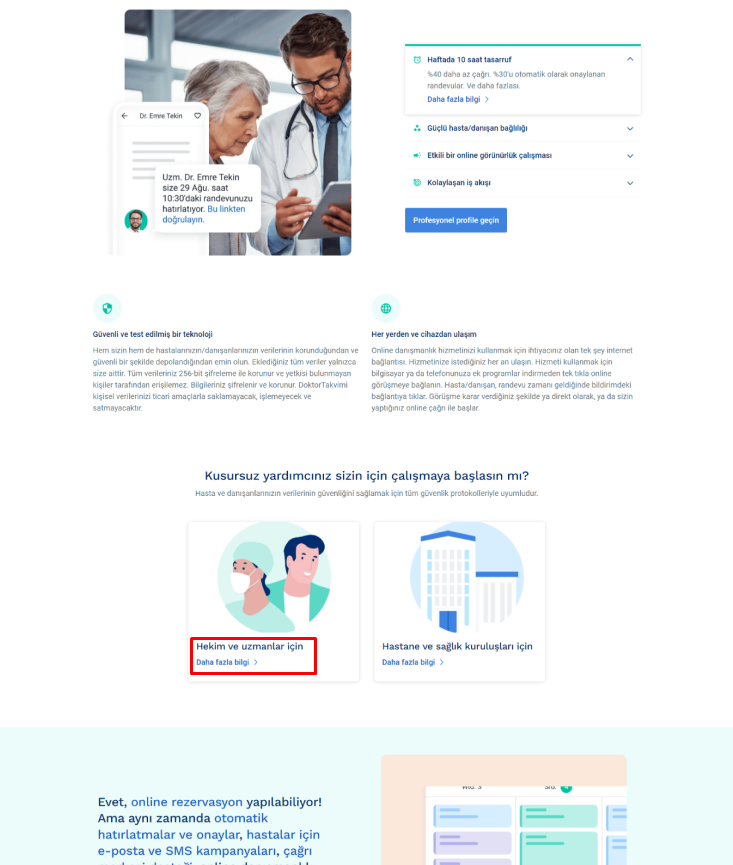 Dr. Emre Tekin
Uzm. Dr. Emre Tekin
size 29 Ağu. saat
10:30'daki randevunuzu
hatırlatıyor. Bu linkten
doğrulayın.
Haftada 10 saat tasarruf
%40 daha az çağrı. %30'u otomatik olarak onaylanan
randevular. Ve daha fazlası.
Daha fazla bilgi
Güçlü hasta/danışan bağlılığı
Etkili bir online görünürlük çalışması
Kolaylaşan iş akışı
Profesyonel profile geçin
Güvenli ve test edilmiş bir teknoloji
Hem sizin hem de hastalarınızın/danışanlarınızın verilerinin korunduğundan ve
güvenli bir şekilde depolandığından emin olun. Eklediğiniz tüm veriler yalnızca
size aittir. Tüm verileriniz 256-bit şifreleme ile korunur ve yetkisi bulunmayan
kişiler tarafından erişilemez. Bilgileriniz şifrelenir ve korunur. DoktorTakvimi
kişisel verilerinizi ticari amaçlarla saklamayacak, işlemeyecek ve
satmayacaktır.
Her yerden ve cihazdan ulaşım
Online danışmanlık hizmetinizi kullanmak için ihtiyacınız olan tek şey internet
bağlantısı. Hizmetinize istediğiniz her an ulaşın. Hizmeti kullanmak için
bilgisayar ya da telefonunuza ek programlar indirmeden tek tıkla online
görüşmeye bağlanın. Hasta/danışan, randevu zamanı geldiğinde bildirimdeki
bağlantıya tıklar. Görüşme karar verdiğiniz şekilde ya direkt olarak, ya da sizin
yaptığınız online çağrı ile başlar.
Kusursuz yardımcınız sizin için çalışmaya başlasın mı?
Hasta ve danışanlarınızın verilerinin güvenliğini sağlamak için tüm güvenlik protokolleriyle uyumludur.
Hekim ve uzmanlar için
Daha fazla bilgi
Hastane ve sağlık kuruluşları için
Daha fazla bilgi
Evet, online rezervasyon yapılabiliyor!
Ama aynı zamanda otomatik
hatırlatmalar ve onaylar, hastalar için
e-posta ve SMS kampanyaları, çağrı